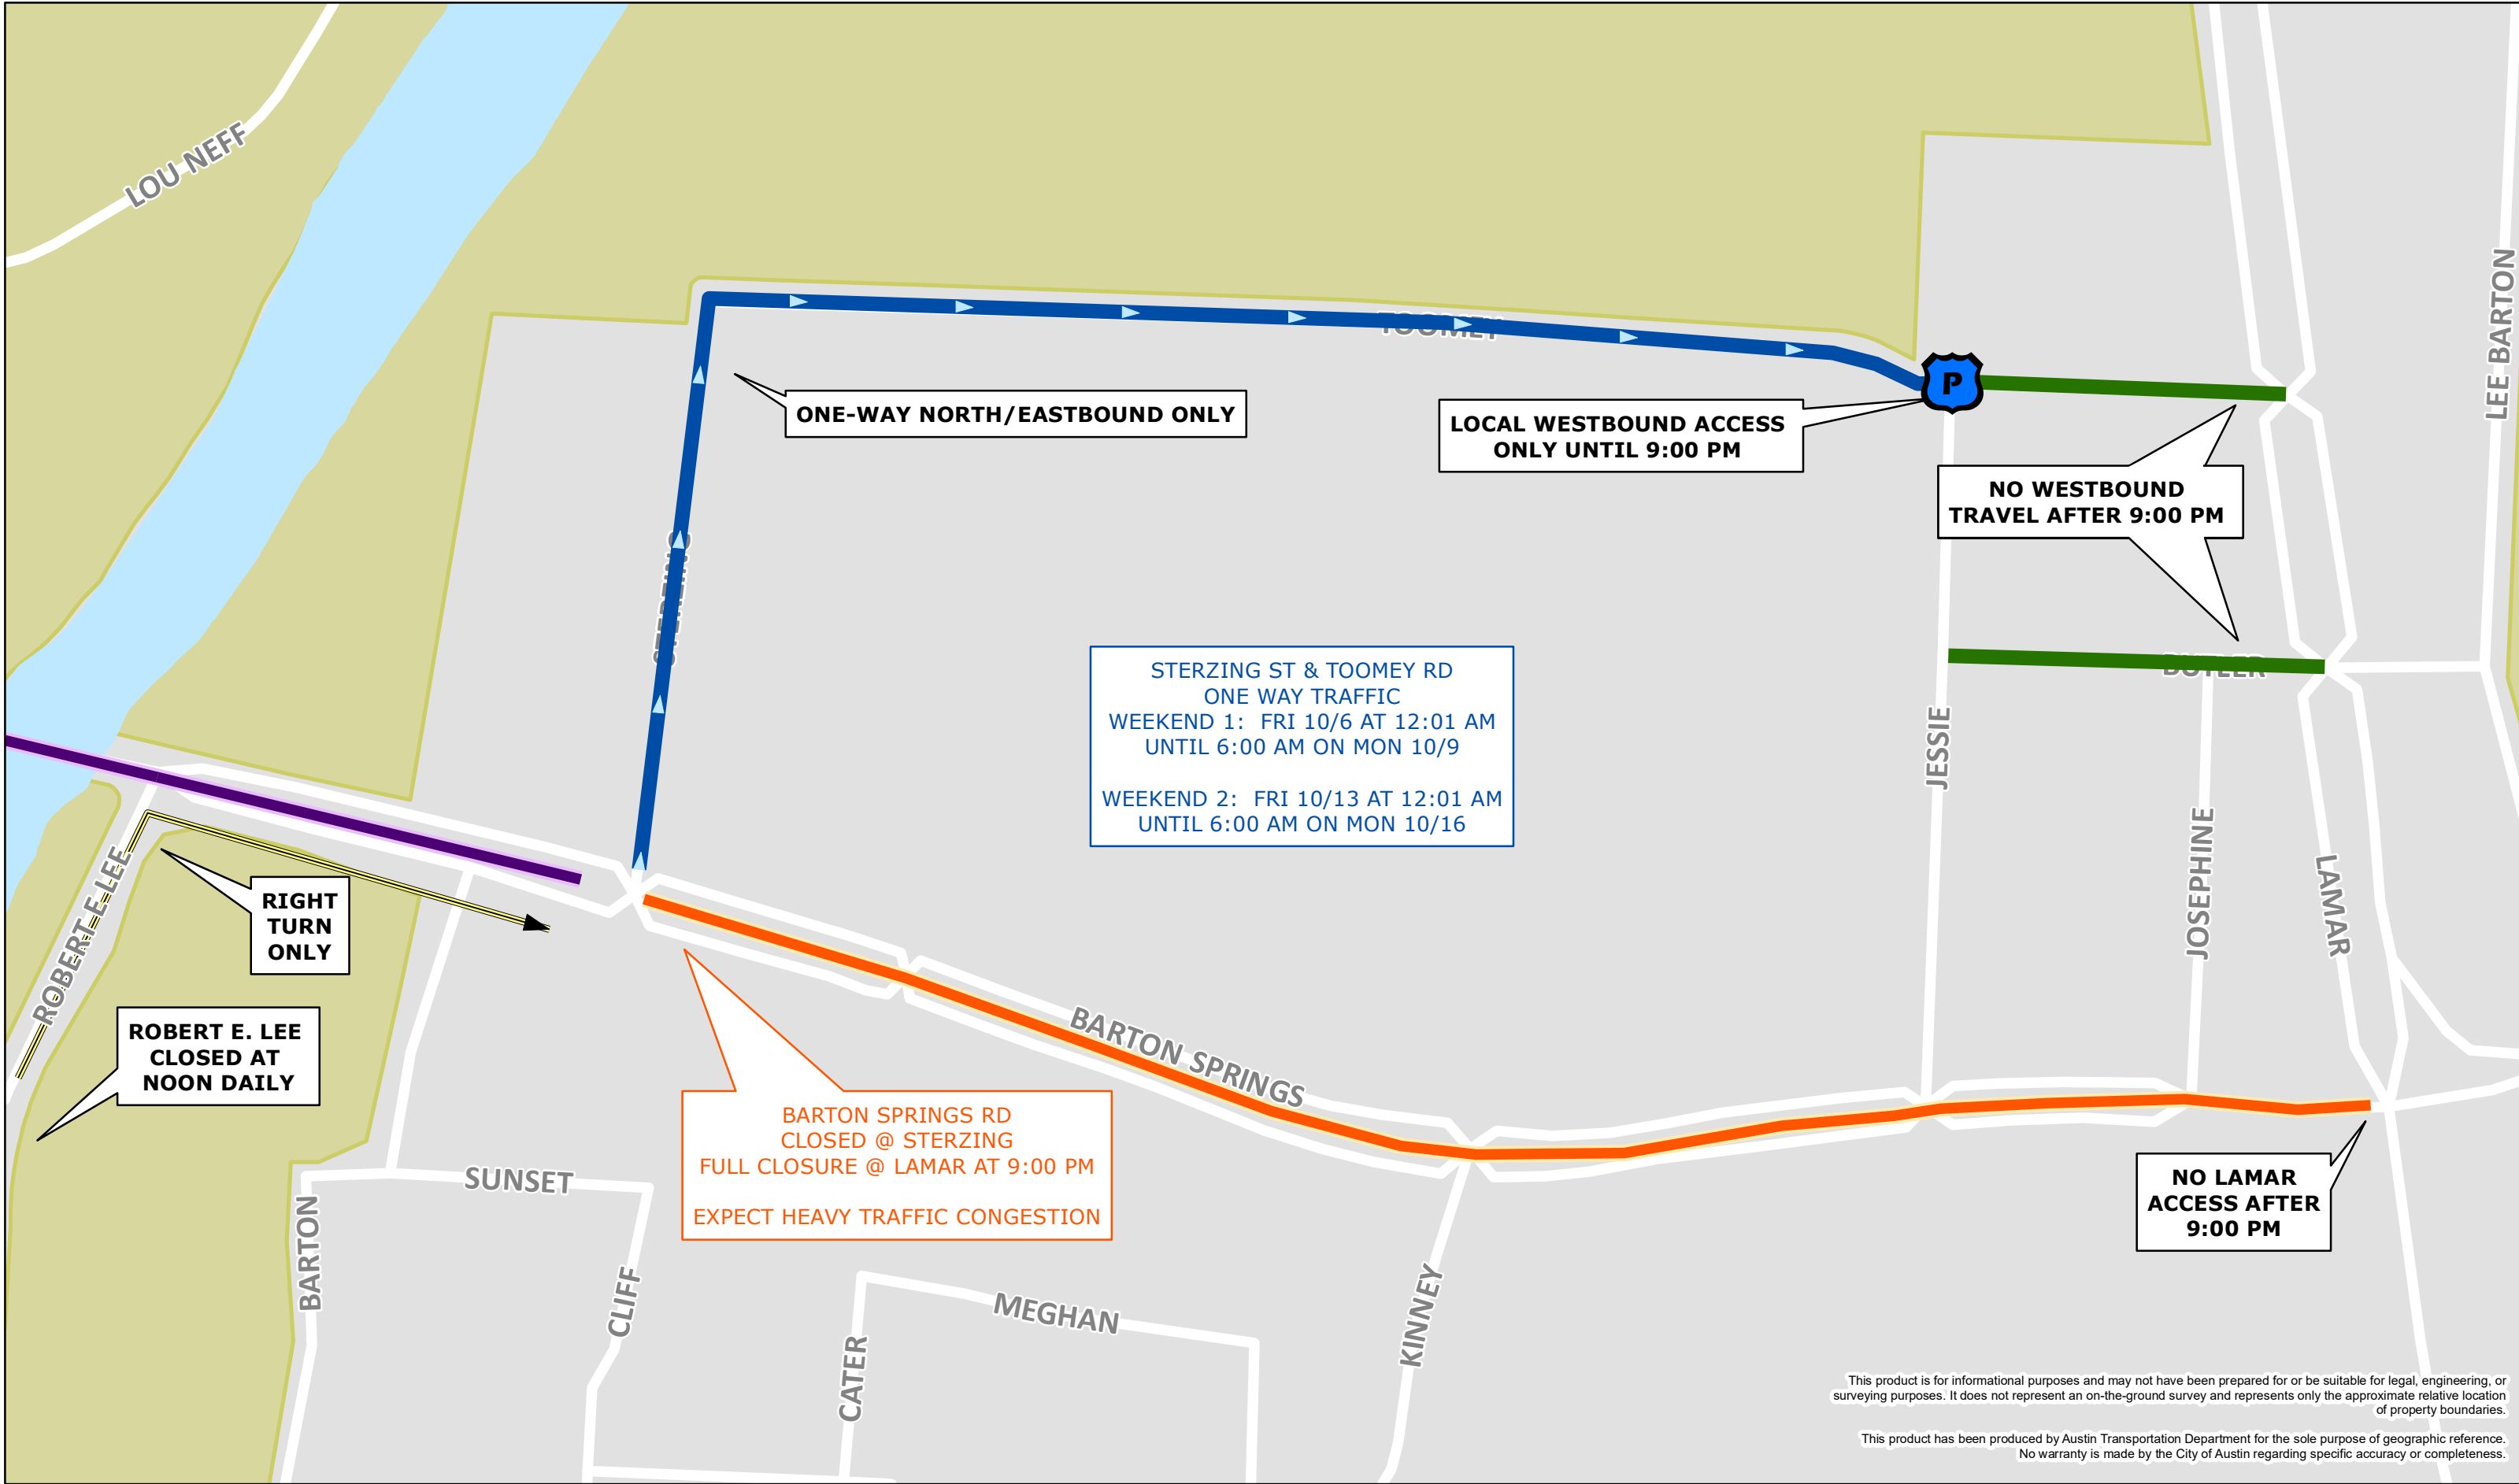 LOU NEFF
LEE BARTON
TOOMEY
P
ONE-WAY NORTH/EASTBOUND ONLY
LOCAL WESTBOUND ACCESS
ONLY UNTIL 9:00 PM
NO WESTBOUND
TRAVEL AFTER 9:00 PM
STERZING
STERZING ST & TOOMEY RD
ONE WAY TRAFFIC
WEEKEND 1: FRI 10/6 AT 12:01 AM
UNTIL 6:00 AM ON MON 10/9
WEEKEND 2: FRI 10/13 AT 12:01 AM
UNTIL 6:00 AM ON MON 10/16
BUTLER
JESSIE
JOSEPHINE
LAMAR
ROBERT E LEE
RIGHT
TURN
ONLY
ROBERT E. LEE
CLOSED AT
NOON DAILY
BARTON SPRINGS
BARTON SPRINGS RD
CLOSED @ STERZING
FULL CLOSURE @ LAMAR AT 9:00 PM
EXPECT HEAVY TRAFFIC CONGESTION
NO LAMAR
ACCESS AFTER
9:00 PM
SUNSET
BARTON
CLIFF
CATER
MEGHAN
KINNEY
This product is for informational purposes and may not have been prepared for or be suitable for legal, engineering, or
surveying purposes. It does not represent an on-the-ground survey and represents only the approximate relative location
of property boundaries.
This product has been produced by Austin Transportation Department for the sole purpose of geographic reference.
No warranty is made by the City of Austin regarding specific accuracy or completeness.